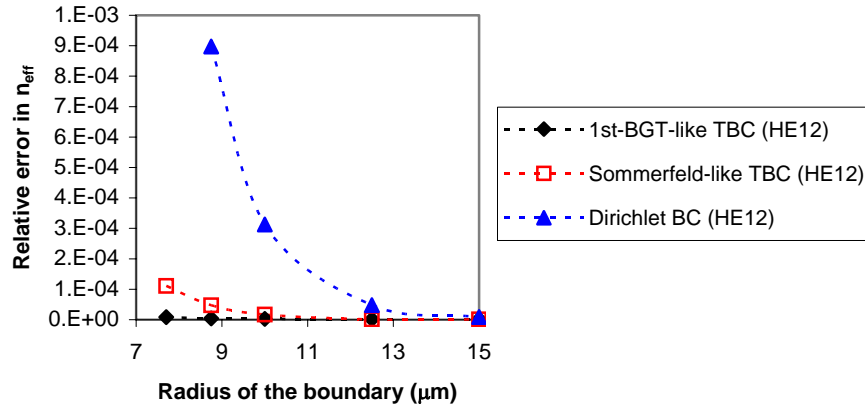 1.E-03
9.E-04
8.E-04
7.E-04
6.E-04
5.E-04
4.E-04
3.E-04
2.E-04
1.E-04
0.E+00
7 9 11 13 15
Relative error in neff
Radius of the boundary (μm)
1st-BGT-like TBC (HE12)
Sommerfeld-like TBC (HE12)
Dirichlet BC (HE12)